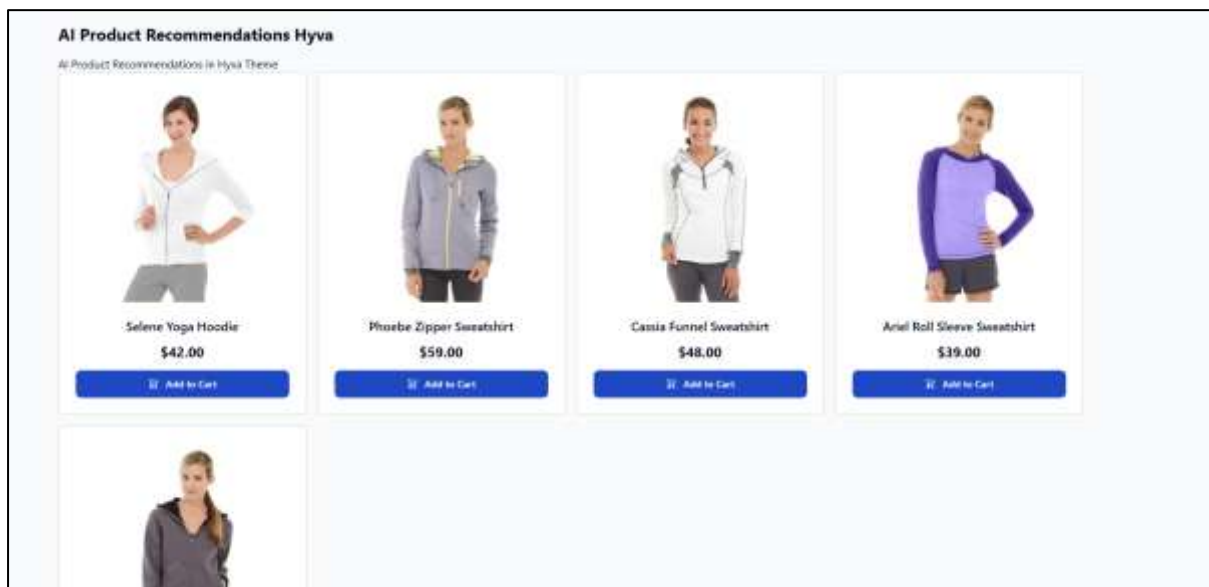 AI Product Recommendations Hyva
AI Product Recommendations in Hyva Theme
Selene Yoga Hoodie
$42.00
Add to Cart
Phoebe Zipper Sweatshirt
$59.00
Add to Cart
Cassia Funnel Sweatshirt
$48.00
Add to Cart
Ariel Roll Sleeve Sweatshirt
$39.00
Add to Cart